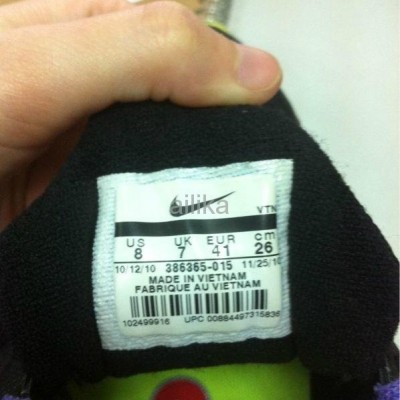 ailika
VTN
US UK EUR cm
8 7 41 26
10/12/10 386365-015 11/25/10
MADE IN VIETNAM
FABRIQUE AU VIETNAM
102499916 UPC 00884497315836